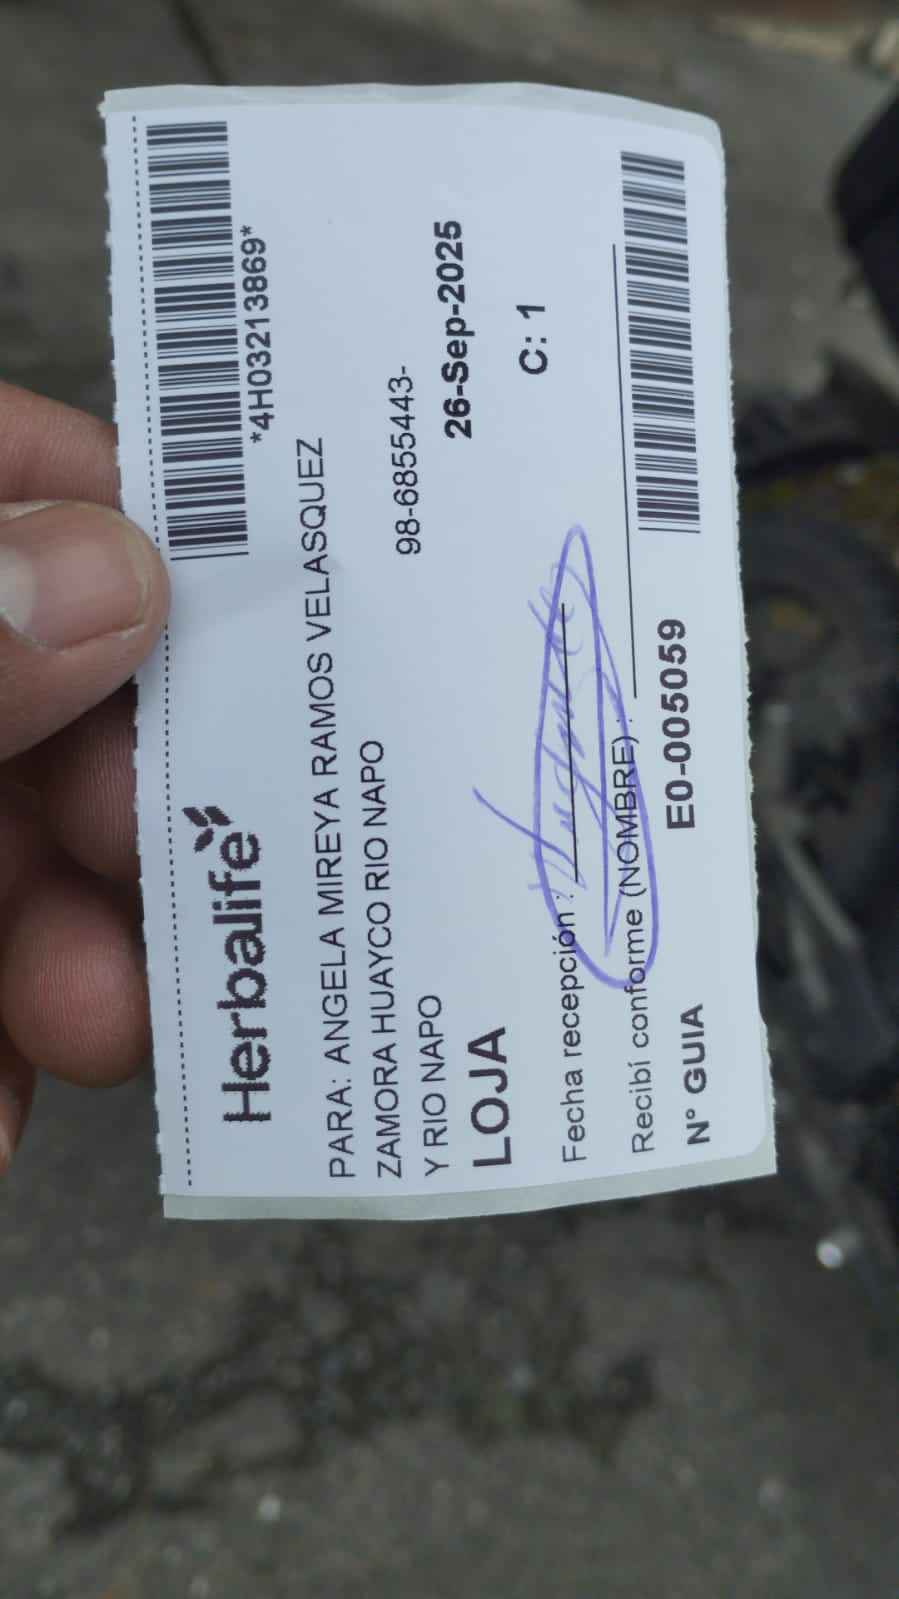 *4H03213869*
Herbalife
PARA: ANGELA MIREYA RAMOS VELASQUEZ
ZAMORA HUAYCO RIO NAPO
Y RIO NAPO
98-6855443-
LOJA
26-Sep-2025
C: 1
Fecha recepción :
Recibí conforme (NOMBRE) :
N° GUIA E0-005059